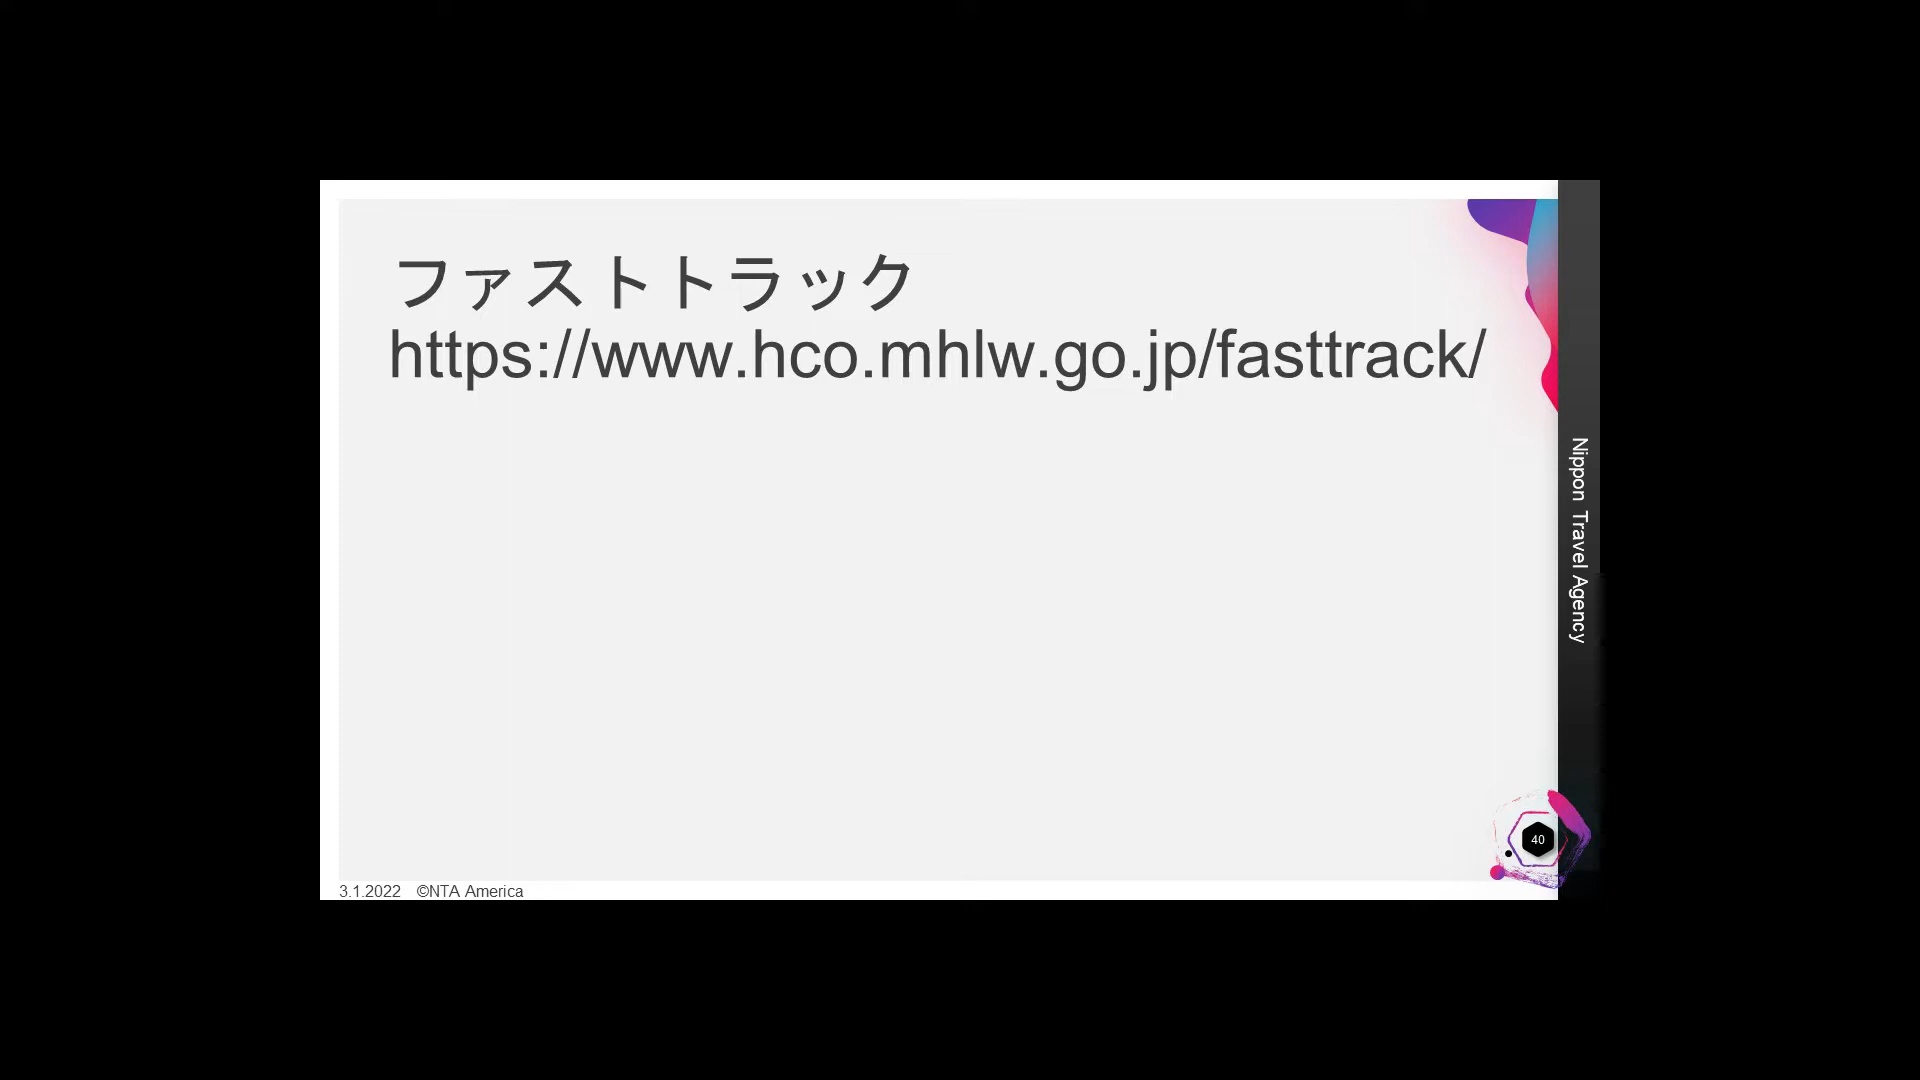 ファストトラック
https://www.hco.mhlw.go.jp/fasttrack/
Nippon Travel Agency
40
3.1.2022 ©NTA America